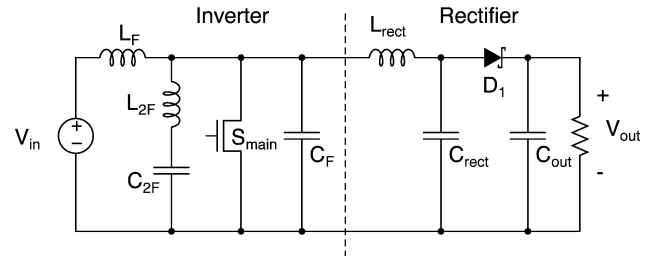 Inverter
Rectifier
L_F
L_rect
D_1
L_2F
C_2F
V_in
+
−
S_main
C_F
C_rect
C_out
+
V_out
-